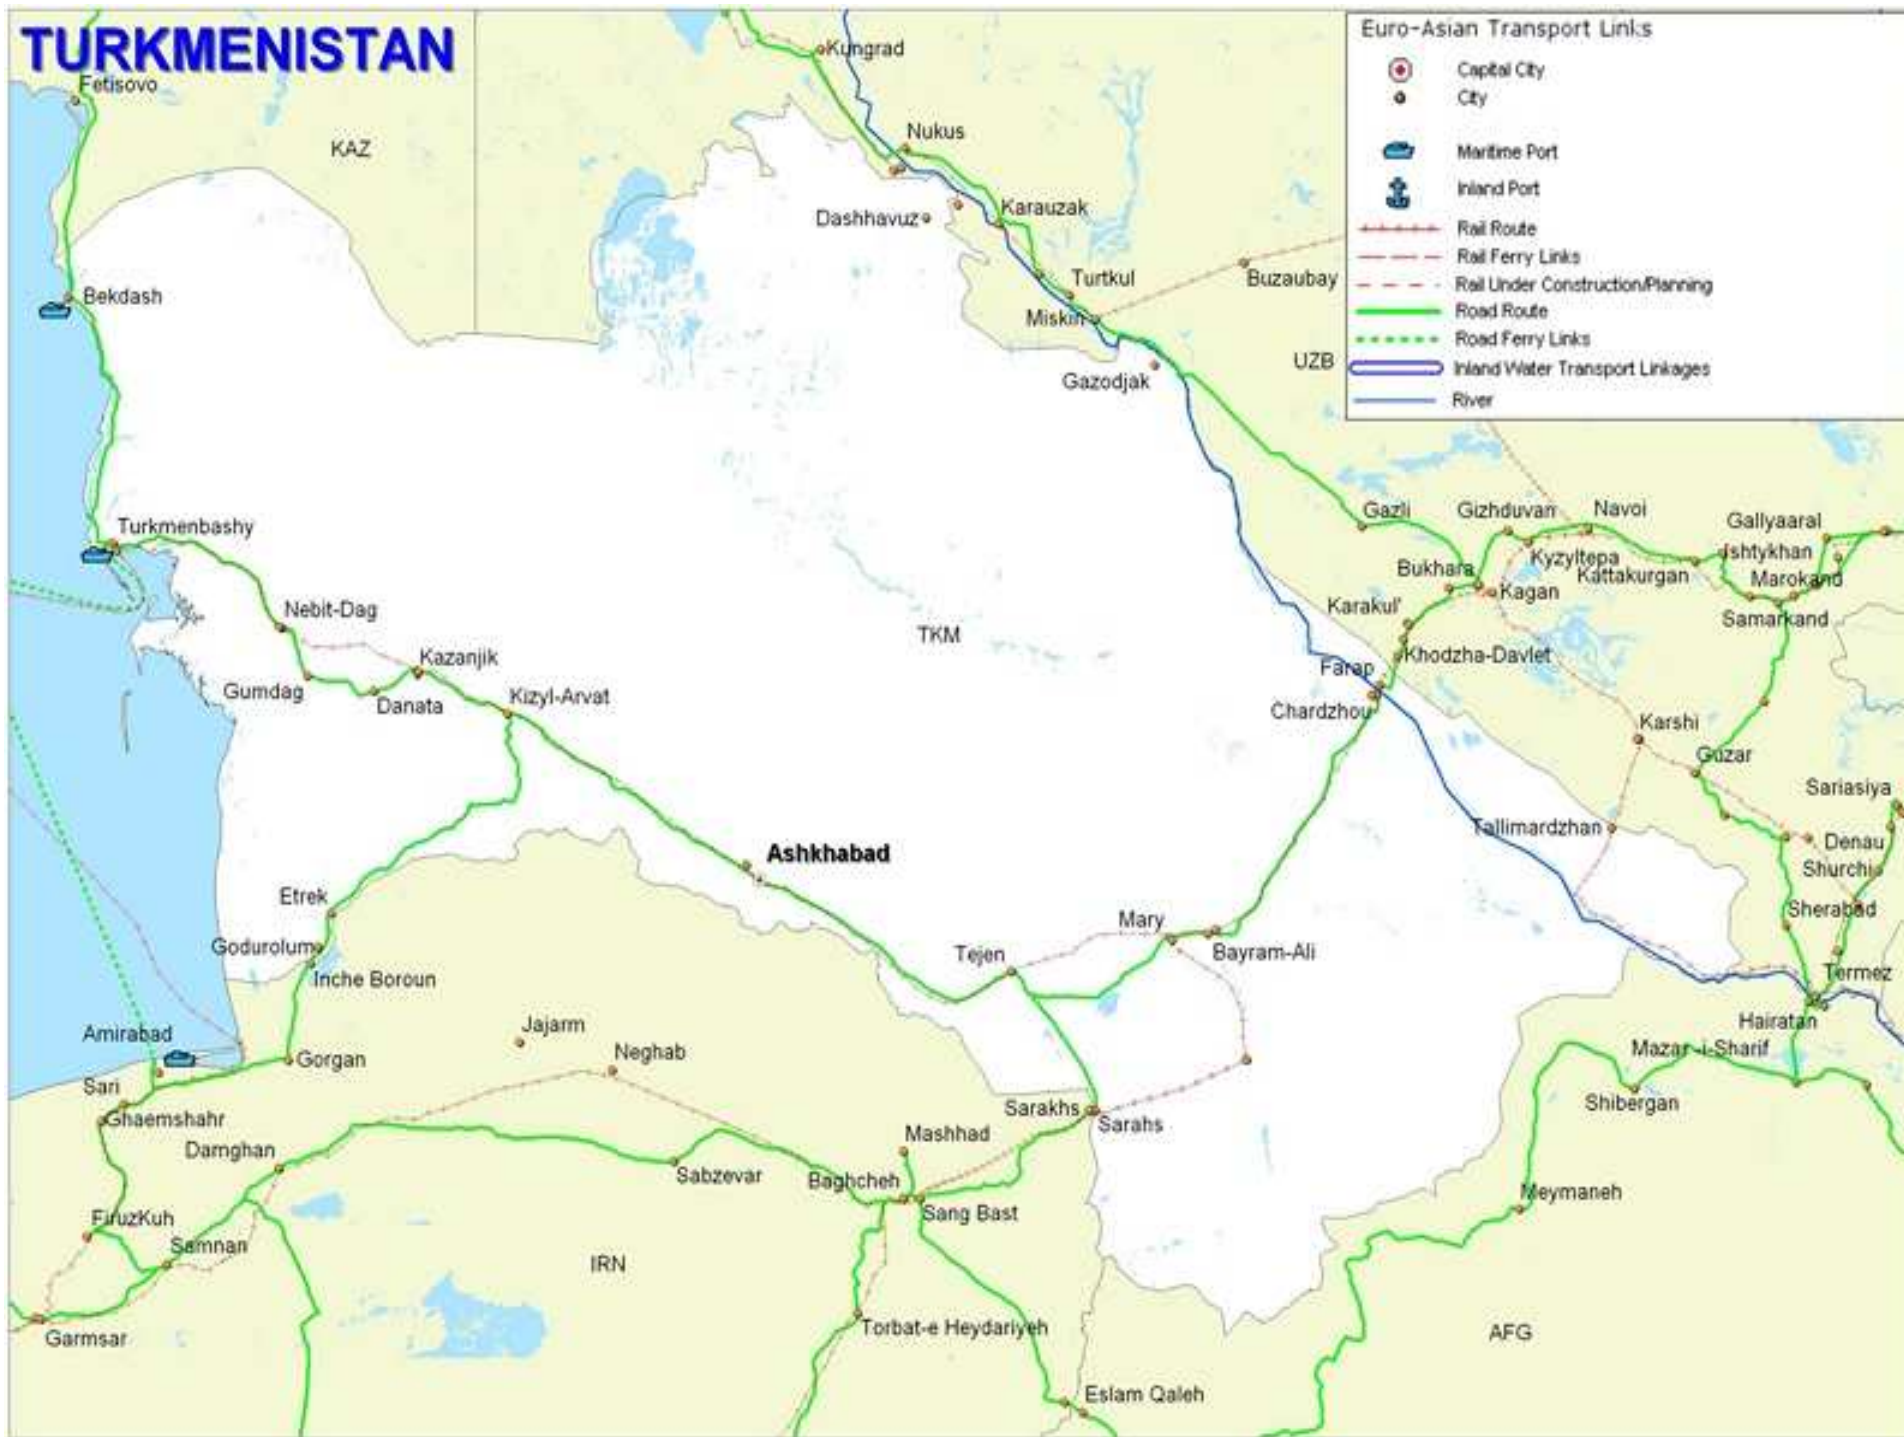 TURKMENISTAN
Euro-Asian Transport Links
Capital City
City
Maritime Port
Inland Port
Rail Route
Rail Ferry Links
Rail Under Construction/Planning
Road Route
Road Ferry Links
Inland Water Transport Linkages
River
Kungrad
Fetisovo
KAZ
Nukus
Dashhavuz
Karauzak
Turtkul
Buzaubay
Bekdash
Miskin
UZB
Gazodjak
Turkmenbashy
Gazli
Gizhduvan
Navoi
Gallyaaral
Ishtykhan
Kyzyltepa
Bukhara
Kattakurgan
Marokand
Kagan
Nebit-Dag
Karakul'
Samarkand
TKM
Kazanjik
Khodzha-Davlet
Farap
Gumdag
Kizyl-Arvat
Danata
Chardzhou
Karshi
Guzar
Sariasiya
Tallimardzhan
Denau
Ashkhabad
Shurchi
Etrek
Sherabad
Mary
Godurolum
Tejen
Bayram-Ali
Inche Boroun
Termez
Hairatan
Amirabad
Jajarm
Neghab
Mazar-i-Sharif
Gorgan
Sari
Shibergan
Sarakhs
Ghaemshahr
Sarahs
Mashhad
Damghan
Sabzevar
Baghcheh
Meymaneh
FiruzKuh
Sang Bast
Samnan
IRN
Torbat-e Heydariyeh
AFG
Garmsar
Eslam Qaleh